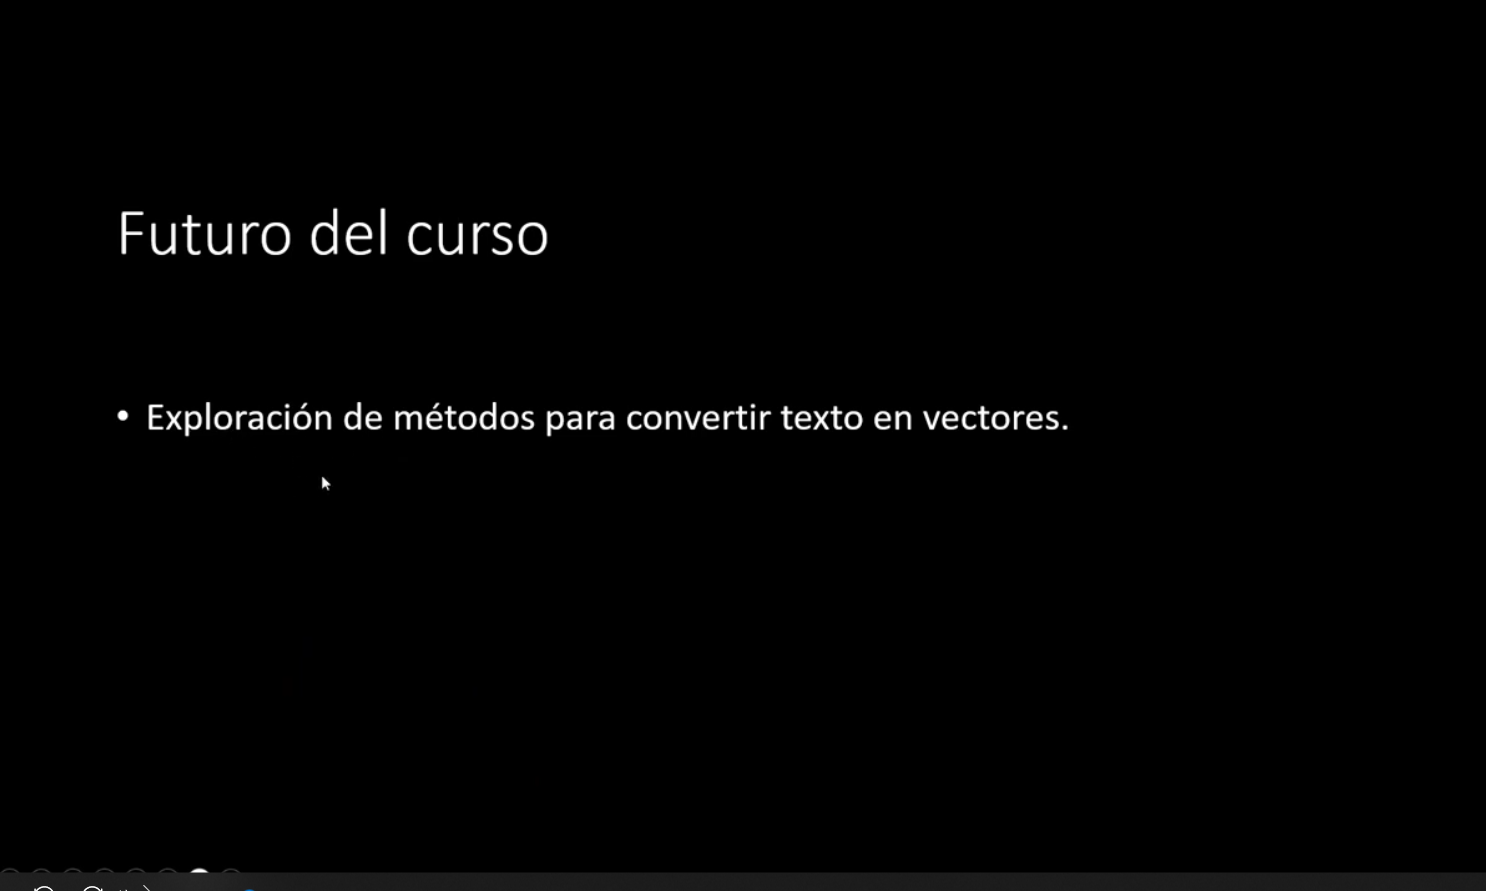 Futuro del curso
• Exploración de métodos para convertir texto en vectores.